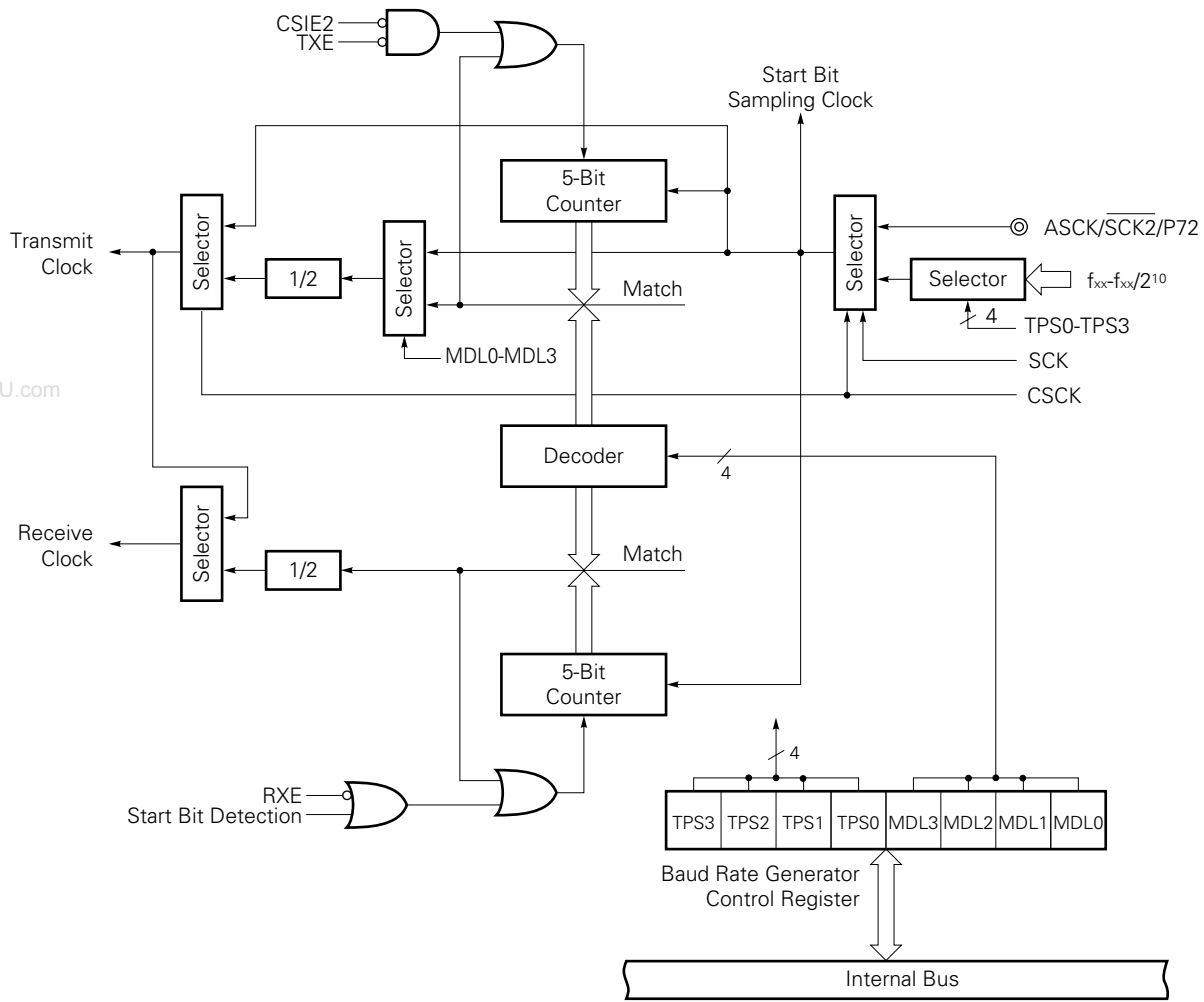 CSIE2
TXE
Start Bit
Sampling Clock
5-Bit
Counter
Transmit
Clock
Selector
1/2
Selector
Match
MDL0-MDL3
Selector
ASCK/SCK2/P72
Selector
fxx-fxx/2¹⁰
4
TPS0-TPS3
SCK
CSCK
U.com
Decoder
4
Receive
Clock
Selector
1/2
Match
5-Bit
Counter
4
RXE
Start Bit Detection
TPS3 TPS2 TPS1 TPS0 MDL3 MDL2 MDL1 MDL0
Baud Rate Generator
Control Register
Internal Bus